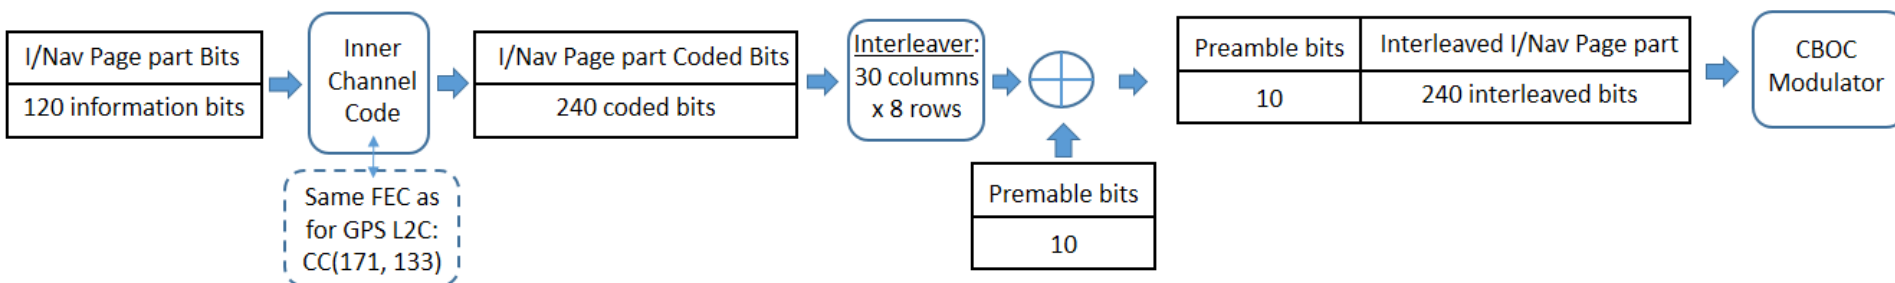 I/Nav Page part Bits
120 information bits
Inner
Channel
Code
Same FEC as
for GPS L2C:
CC(171, 133)
I/Nav Page part Coded Bits
240 coded bits
Interleaver:
30 columns
x 8 rows
Premable bits
10
Preamble bits
10
Interleaved I/Nav Page part
240 interleaved bits
CBOC
Modulator